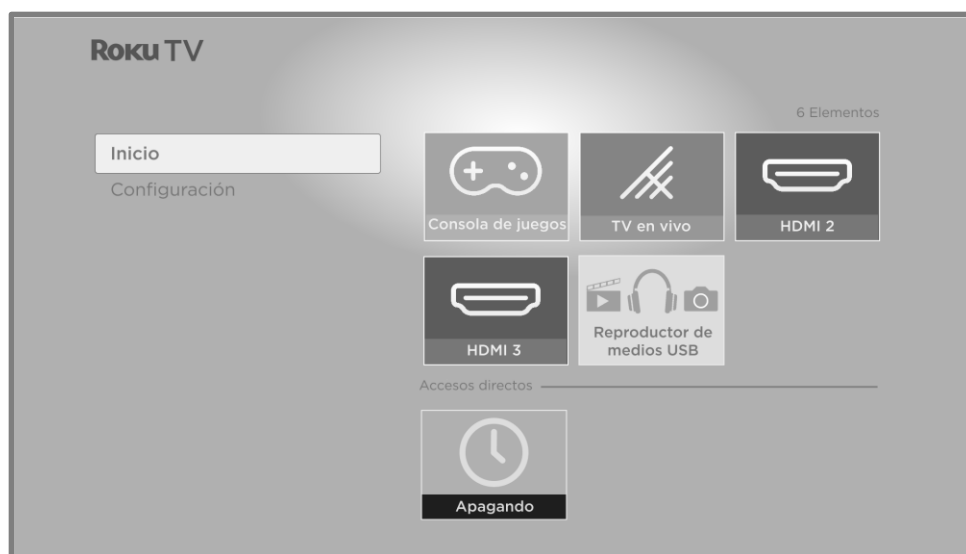 Roku TV
6 Elementos
Inicio
Configuración
Consola de juegos
TV en vivo
HDMI 2
HDMI 3
Reproductor de
medios USB
Accesos directos
Apagando